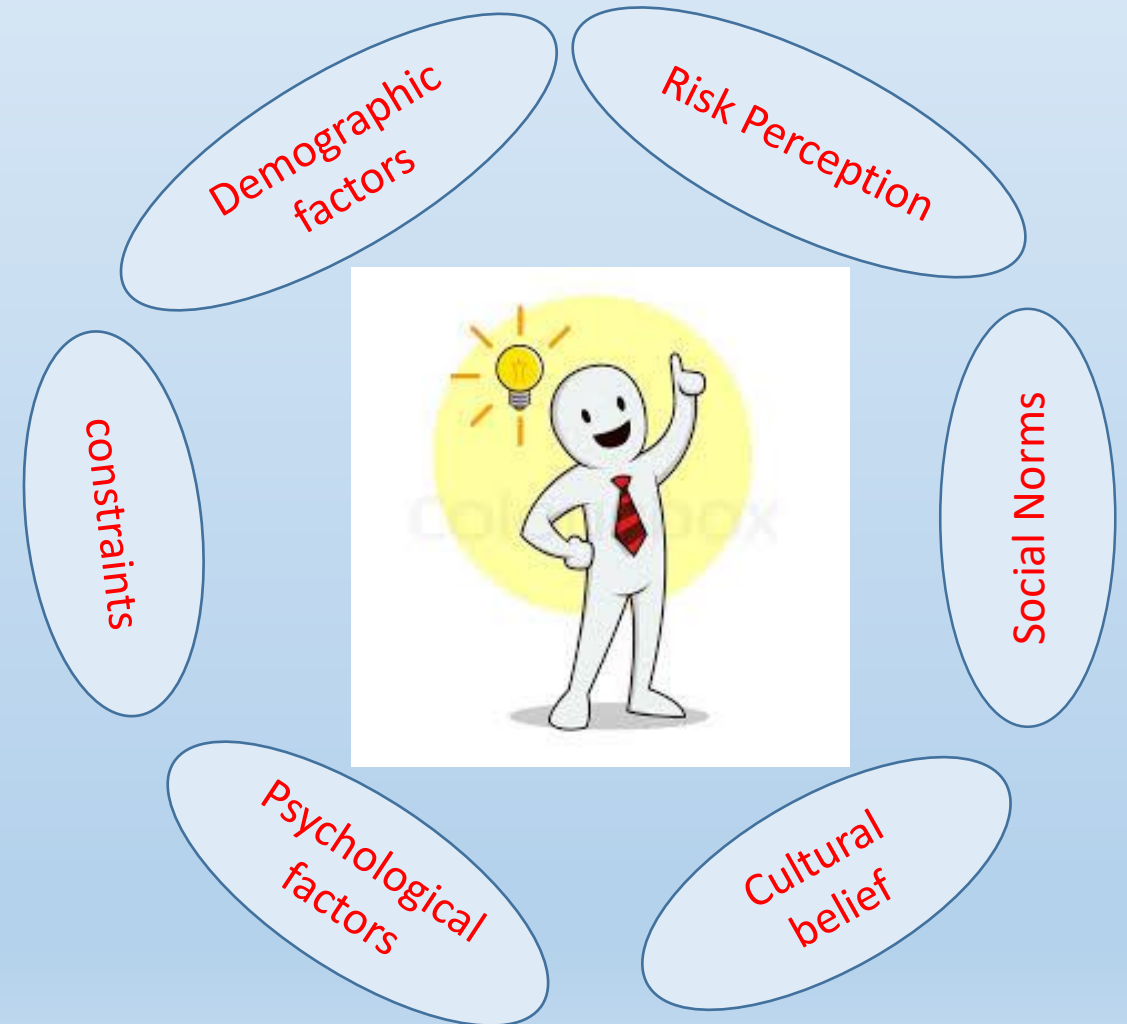 Demographic
factors
Risk Perception
constraints
Social Norms
Psychological
factors
Cultural
belief